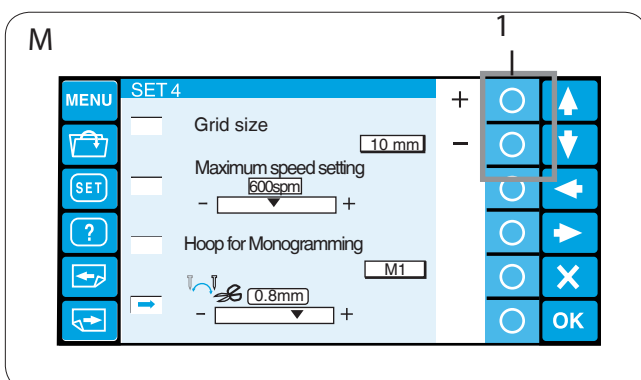 M
1
MENU
SET 4
+
Grid size
10 mm
−
SET
Maximum speed setting
600spm
− +
?
Hoop for Monogramming
M1
0.8mm
− +
OK